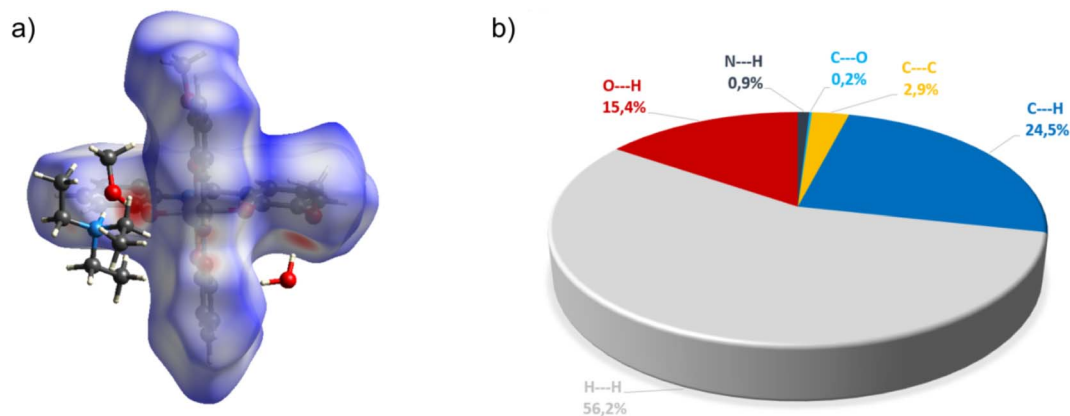 a)
b)
N---H
0,9%
C---O
0,2%
C---C
2,9%
O---H
15,4%
C---H
24,5%
H---H
56,2%